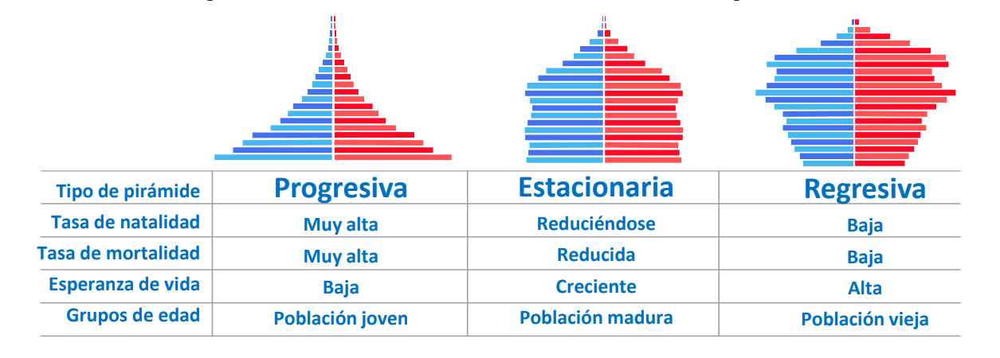 Tipo de pirámide Progresiva Estacionaria Regresiva
Tasa de natalidad Muy alta Reduciéndose Baja
Tasa de mortalidad Muy alta Reducida Baja
Esperanza de vida Baja Creciente Alta
Grupos de edad Población joven Población madura Población vieja